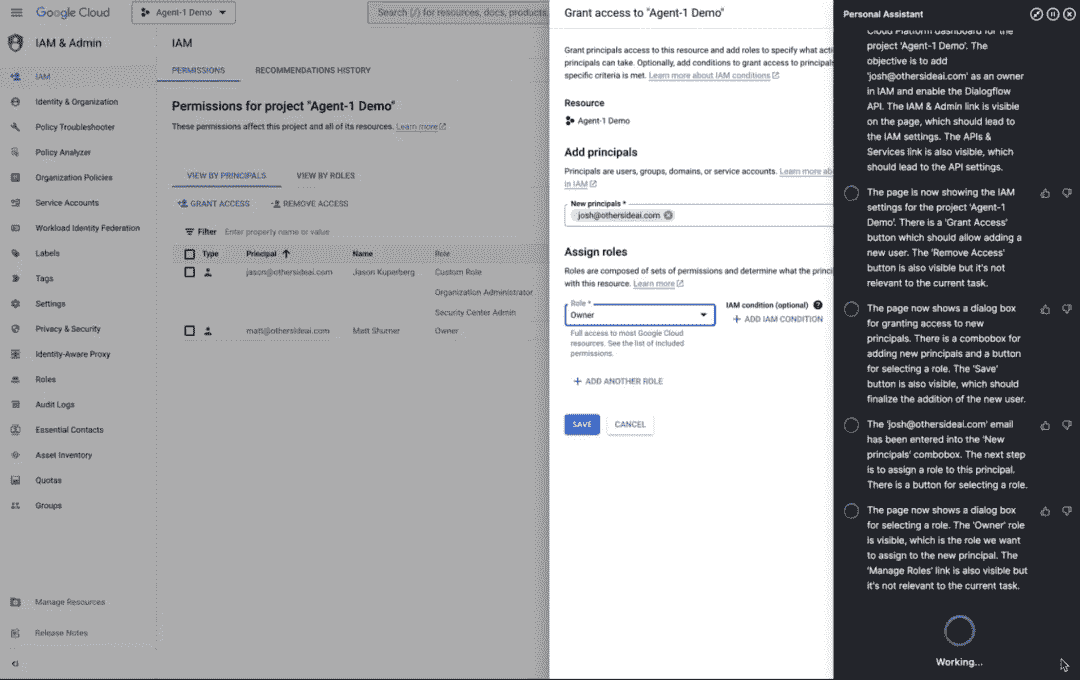 Google Cloud
Agent-1 Demo
Search (/) for resources, docs, products,
IAM & Admin
IAM
Identity & Organization
Policy Troubleshooter
Policy Analyzer
Organization Policies
Service Accounts
Workload Identity Federation
Labels
Tags
Settings
Privacy & Security
Identity-Aware Proxy
Roles
Audit Logs
Essential Contacts
Asset Inventory
Quotas
Groups
Manage Resources
Release Notes
IAM
PERMISSIONS
RECOMMENDATIONS HISTORY
Permissions for project "Agent-1 Demo"
These permissions affect this project and all of its resources. Learn more
VIEW BY PRINCIPALS
VIEW BY ROLES
GRANT ACCESS
REMOVE ACCESS
Filter Enter property name or value
Type Principal Name Role
jason@othersideai.com Jason Kuperberg Custom Role
Organization Administrator
Security Center Admin
matt@othersideai.com Matt Shumer Owner
Grant access to "Agent-1 Demo"
Grant principals access to this resource and add roles to specify what acti
principals can take. Optionally, add conditions to grant access to principals
specific criteria is met. Learn more about IAM conditions
Resource
Agent-1 Demo
Add principals
Principals are users, groups, domains, or service accounts. Learn more abo
in IAM
New principals *
josh@othersideai.com
Assign roles
Roles are composed of sets of permissions and determine what the princi
with this resource. Learn more
Role *
Owner
IAM condition (optional)
+ ADD IAM CONDITION
Full access to most Google Cloud
resources. See the list of included
permissions.
+ ADD ANOTHER ROLE
SAVE
CANCEL
Personal Assistant
Cloud Platform dashboard for the
project 'Agent-1 Demo'. The
objective is to add
'josh@othersideai.com' as an owner
in IAM and enable the Dialogflow
API. The IAM & Admin link is visible
on the page, which should lead to
the IAM settings. The APIs &
Services link is also visible, which
should lead to the API settings.
The page is now showing the IAM
settings for the project 'Agent-1
Demo'. There is a 'Grant Access'
button which should allow adding a
new user. The 'Remove Access'
button is also visible but it's not
relevant to the current task.
The page now shows a dialog box
for granting access to new
principals. There is a combobox for
adding new principals and a button
for selecting a role. The 'Save'
button is also visible, which should
finalize the addition of the new user.
The 'josh@othersideai.com' email
has been entered into the 'New
principals' combobox. The next step
is to assign a role to this principal.
There is a button for selecting a role.
The page now shows a dialog box
for selecting a role. The 'Owner' role
is visible, which is the role we want
to assign to the new principal. The
'Manage Roles' link is also visible but
it's not relevant to the current task.
Working...